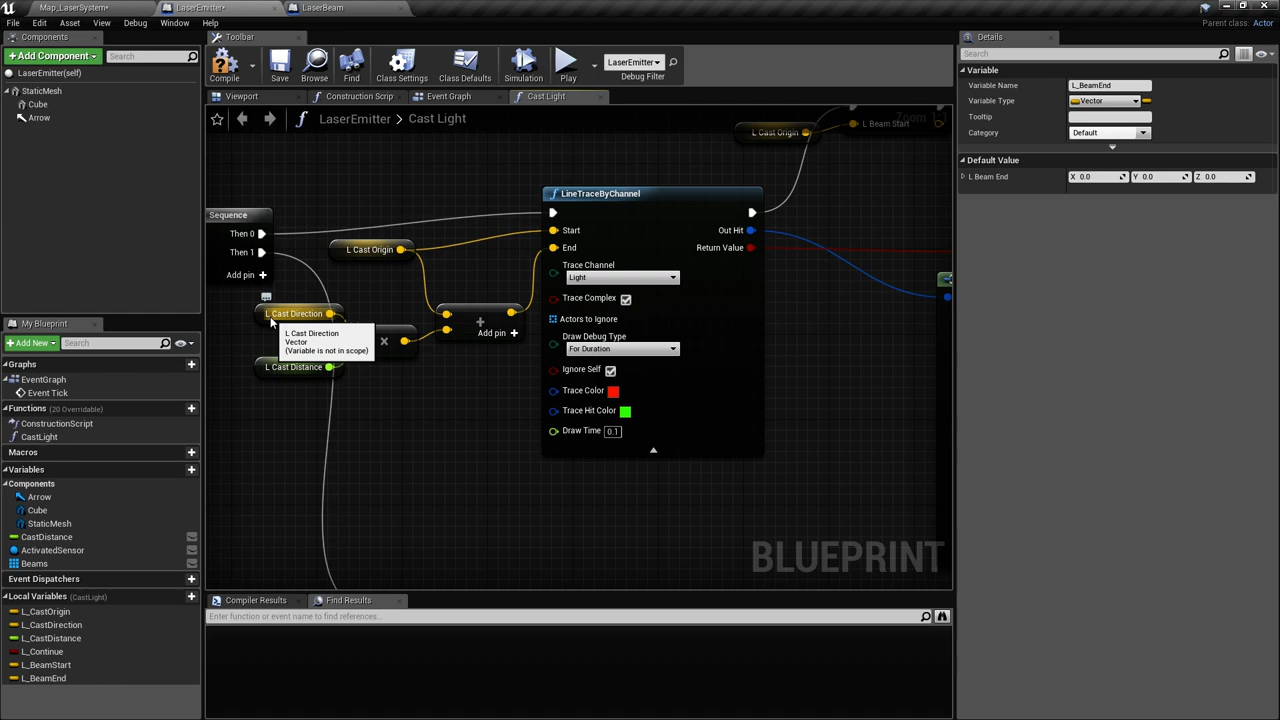 Map_LaserSystem*
LaserEmitter*
LaserBeam
File Edit Asset View Debug Window Help
Parent class: Actor
Components
+ Add Component
Search
LaserEmitter(self)
StaticMesh
Cube
Arrow
Toolbar
Compile
Save
Browse
Find
Class Settings
Class Defaults
Simulation
Play
LaserEmitter
Debug Filter
Viewport
Construction Scrip
Event Graph
Cast Light
LaserEmitter > Cast Light
Zoom 1:1
L Cast Origin
L Beam Start
Sequence
Then 0
Then 1
Add pin +
L Cast Origin
L Cast Direction
L Cast Direction
Vector
(Variable is not in scope)
L Cast Distance
Add pin +
LineTraceByChannel
Start
End
Out Hit
Return Value
Trace Channel
Light
Trace Complex
Actors to Ignore
Draw Debug Type
For Duration
Ignore Self
Trace Color
Trace Hit Color
Draw Time 0.1
BLUEPRINT
My Blueprint
+ Add New
Search
Graphs
EventGraph
Event Tick
Functions (20 Overridable)
ConstructionScript
CastLight
Macros
Variables
Components
Arrow
Cube
StaticMesh
CastDistance
ActivatedSensor
Beams
Event Dispatchers
Local Variables (CastLight)
L_CastOrigin
L_CastDirection
L_CastDistance
L_Continue
L_BeamStart
L_BeamEnd
Compiler Results
Find Results
Enter function or event name to find references...
Details
Search
Variable
Variable Name L_BeamEnd
Variable Type Vector
Tooltip
Category Default
Default Value
L Beam End X 0.0 Y 0.0 Z 0.0